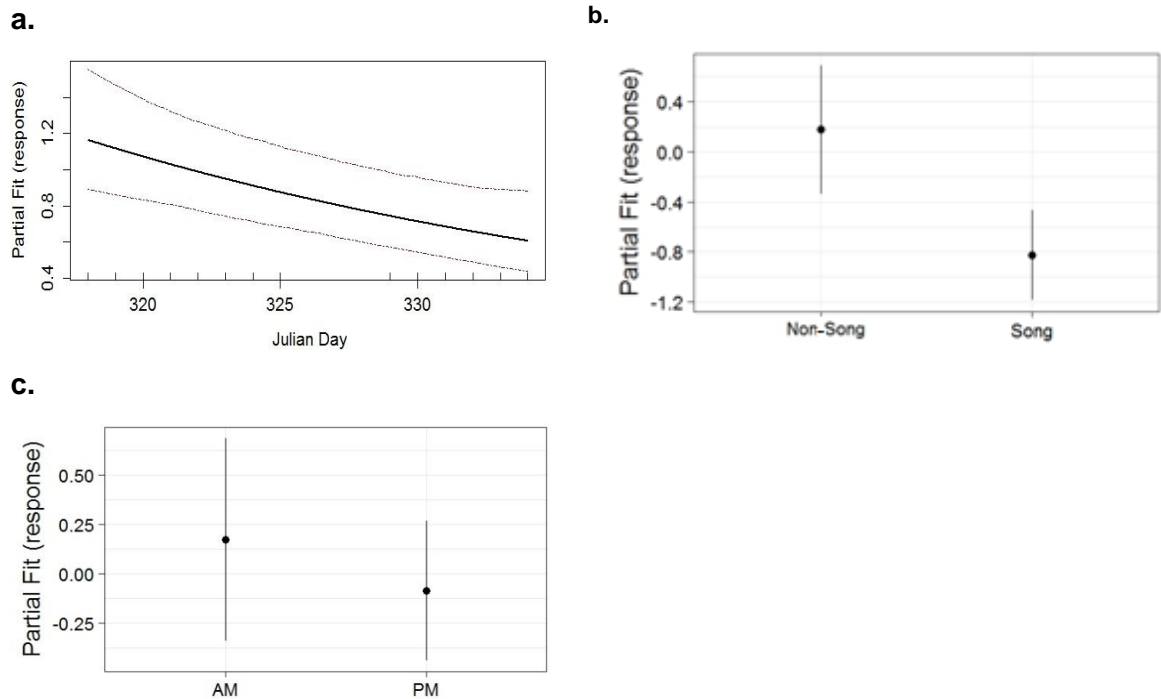 a.
Partial Fit (response)
1.2
0.8
0.4
320 325 330
Julian Day
b.
Partial Fit (response)
0.4
0.0
-0.4
-0.8
-1.2
Non-Song Song
c.
Partial Fit (response)
0.50
0.25
0.00
-0.25
AM PM